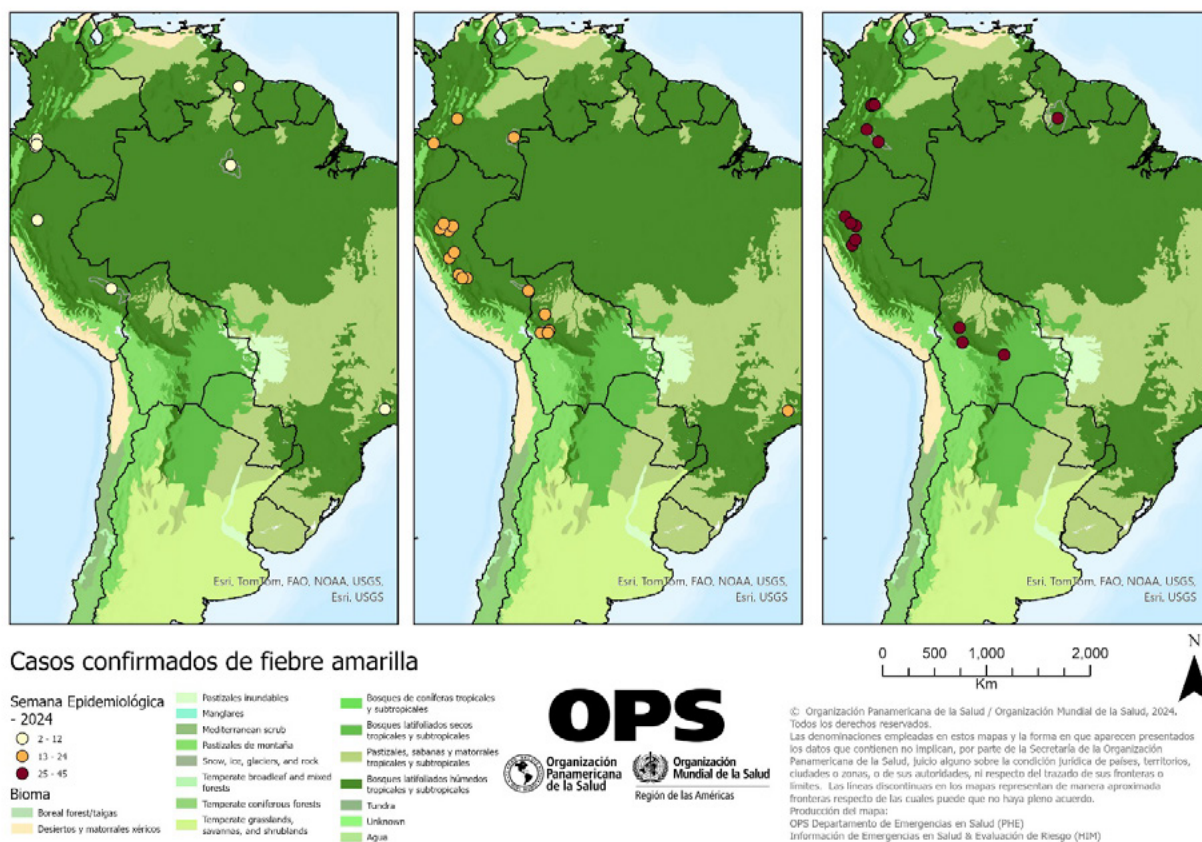 Esri, TomTom, FAO, NOAA, USGS,
Esri, USGS
Esri, TomTom, FAO, NOAA, USGS,
Esri, USGS
Esri, TomTom, FAO, NOAA, USGS,
Esri, USGS
Casos confirmados de fiebre amarilla
Semana Epidemiológica
- 2024
2 - 12
13 - 24
25 - 45
Bioma
Boreal forest/taigas
Desiertos y matorrales xéricos
Pastizales inundables
Manglares
Mediterranean scrub
Pastizales de montaña
Snow, ice, glaciers, and rock
Temperate broadleaf and mixed
forests
Temperate coniferous forests
Temperate grasslands,
savannas, and shrublands
Bosques de coníferas tropicales
y subtropicales
Bosques latifoliados secos
tropicales y subtropicales
Pastizales, sabanas y matorrales
tropicales y subtropicales
Bosques latifoliados húmedos
tropicales y subtropicales
Tundra
Unknown
Agua
OPS
Organización
Panamericana
de la Salud
Organización
Mundial de la Salud
Región de las Américas
0 500 1,000 2,000
Km
N
© Organización Panamericana de la Salud / Organización Mundial de la Salud, 2024.
Todos los derechos reservados.
Las denominaciones empleadas en estos mapas y la forma en que aparecen presentados
los datos que contienen no implican, por parte de la Secretaría de la Organización
Panamericana de la Salud, juicio alguno sobre la condición jurídica de países, territorios,
ciudades o zonas, o de sus autoridades, ni respecto del trazado de sus fronteras o
límites. Las líneas discontinuas en los mapas representan de manera aproximada
fronteras respecto de las cuales puede que no haya pleno acuerdo.
Producción del mapa:
OPS Departamento de Emergencias en Salud (PHE)
Información de Emergencias en Salud & Evaluación de Riesgo (HIM)